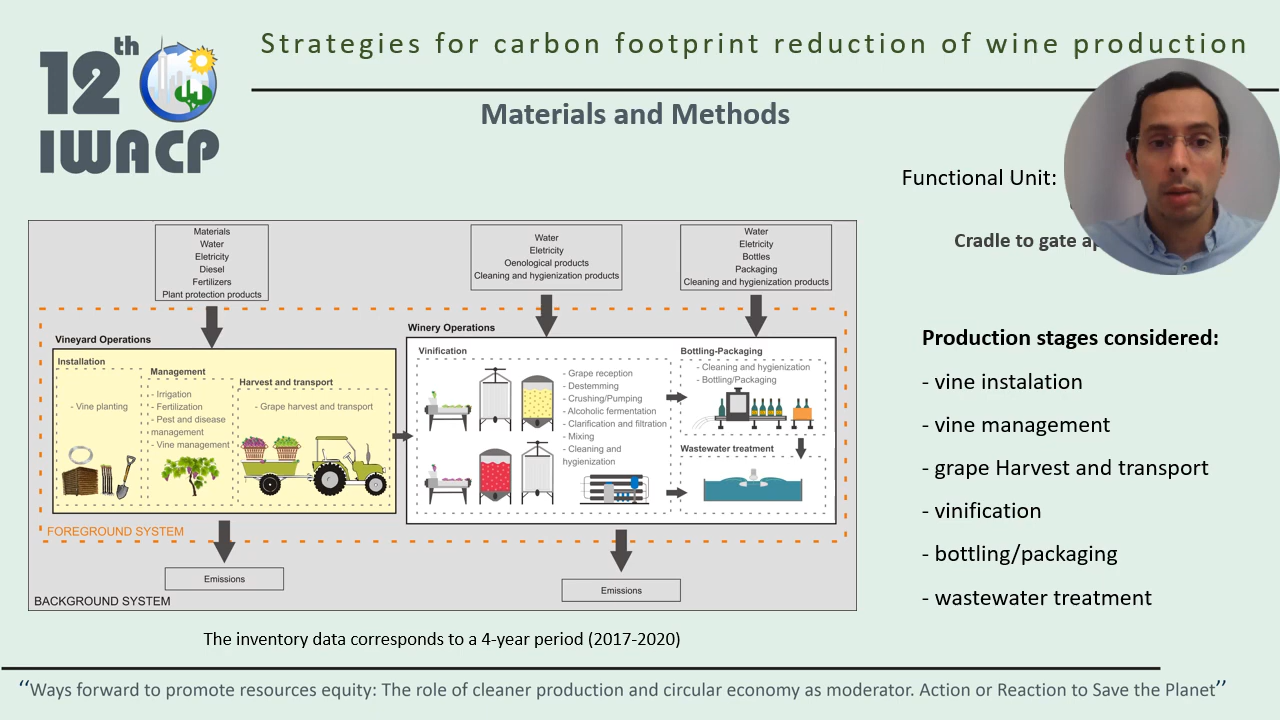 12th
IWACP
Strategies for carbon footprint reduction of wine production
Materials and Methods
Functional Unit:
Cradle to gate
Materials
Water
Eletricity
Diesel
Fertilizers
Plant protection products
Water
Eletricity
Oenological products
Cleaning and hygienization products
Water
Eletricity
Bottles
Packaging
Cleaning and hygienization products
Vineyard Operations
Installation
- Vine planting
Management
- Irrigation
- Fertilization
- Pest and disease
management
- Vine management
Harvest and transport
- Grape harvest and transport
Winery Operations
Vinification
- Grape reception
- Destemming
- Crushing/Pumping
- Alcoholic fermentation
- Clarification and filtration
- Mixing
- Cleaning and
hygienization
Bottling-Packaging
- Cleaning and hygienization
- Bottling/Packaging
Wastewater treatment
FOREGROUND SYSTEM
Emissions
Emissions
BACKGROUND SYSTEM
Production stages considered:
- vine instalation
- vine management
- grape Harvest and transport
- vinification
- bottling/packaging
- wastewater treatment
The inventory data corresponds to a 4-year period (2017-2020)
“Ways forward to promote resources equity: The role of cleaner production and circular economy as moderator. Action or Reaction to Save the Planet”